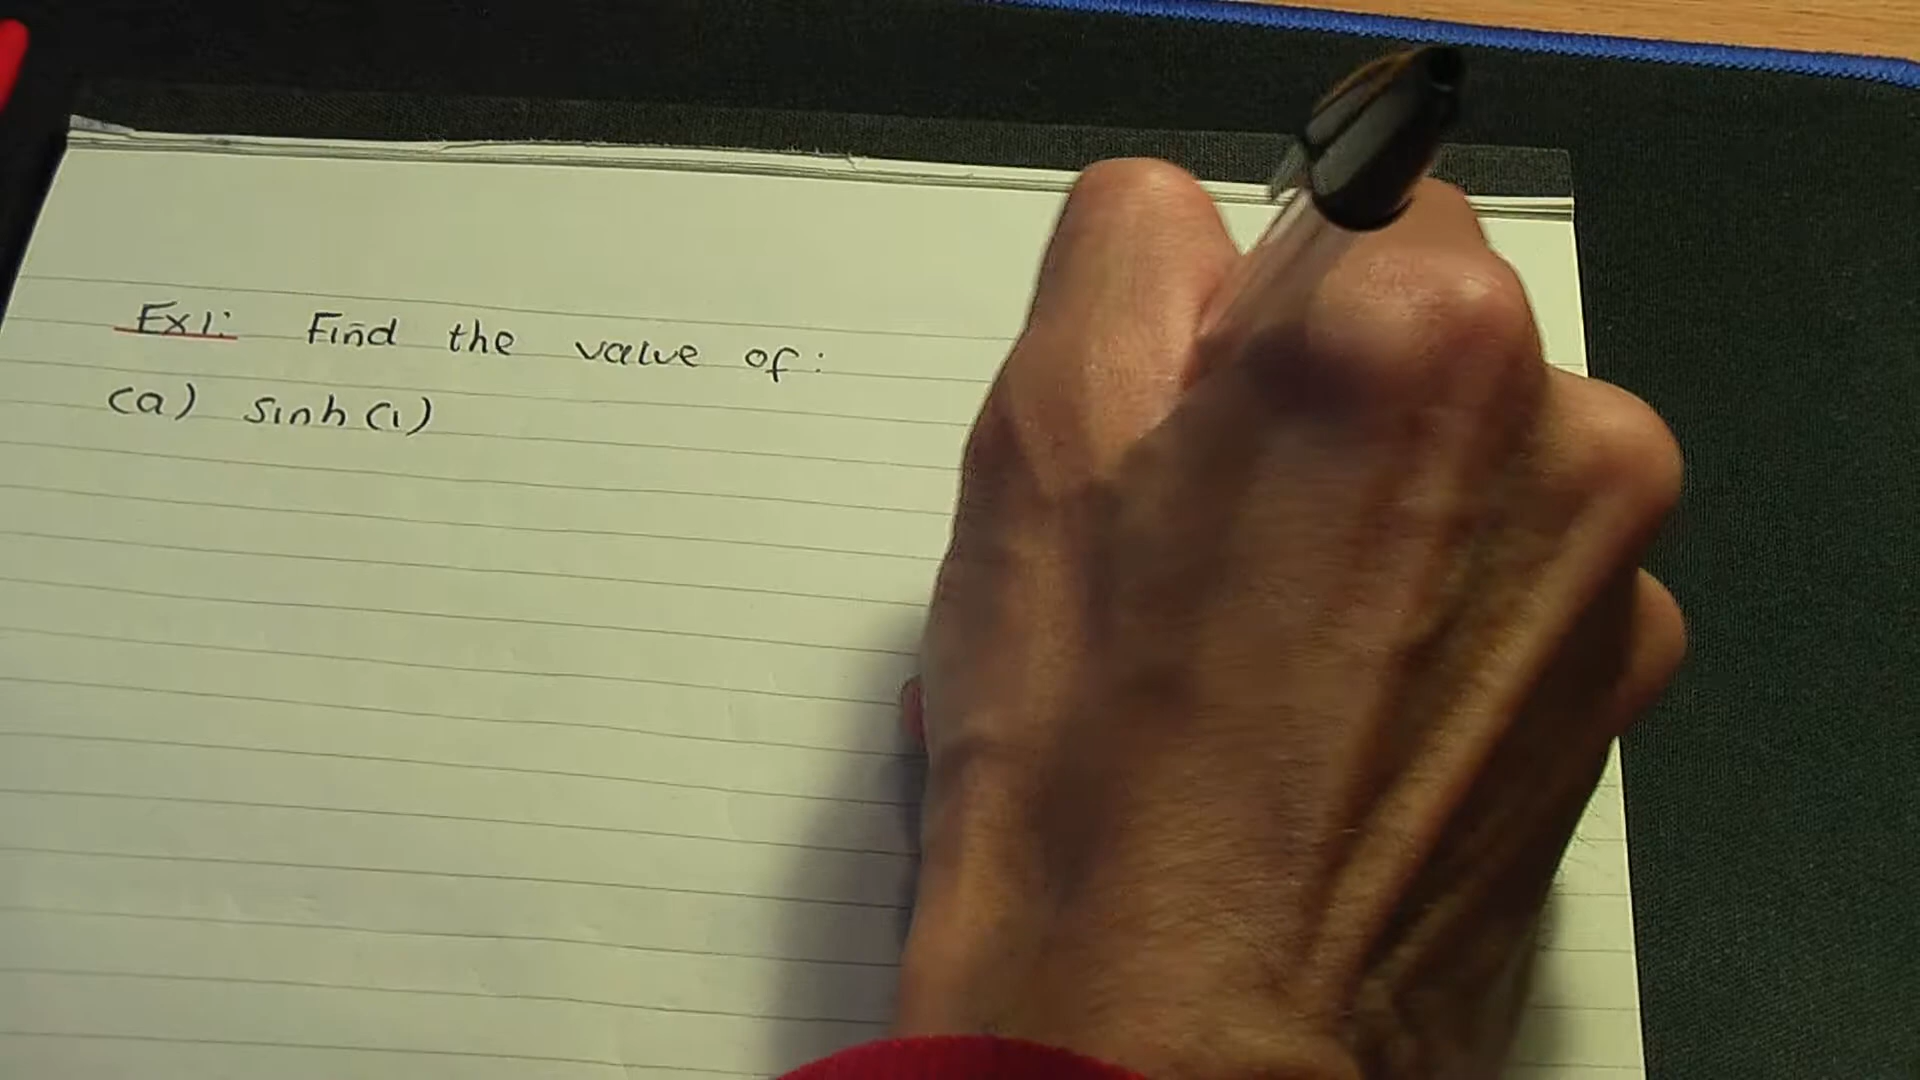 Ex1: Find the value of:
(a) sinh (1)